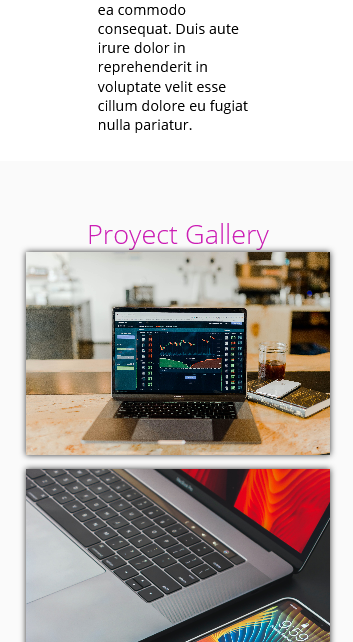 ea commodo
consequat. Duis aute
irure dolor in
reprehenderit in
voluptate velit esse
cillum dolore eu fugiat
nulla pariatur.
Proyect Gallery